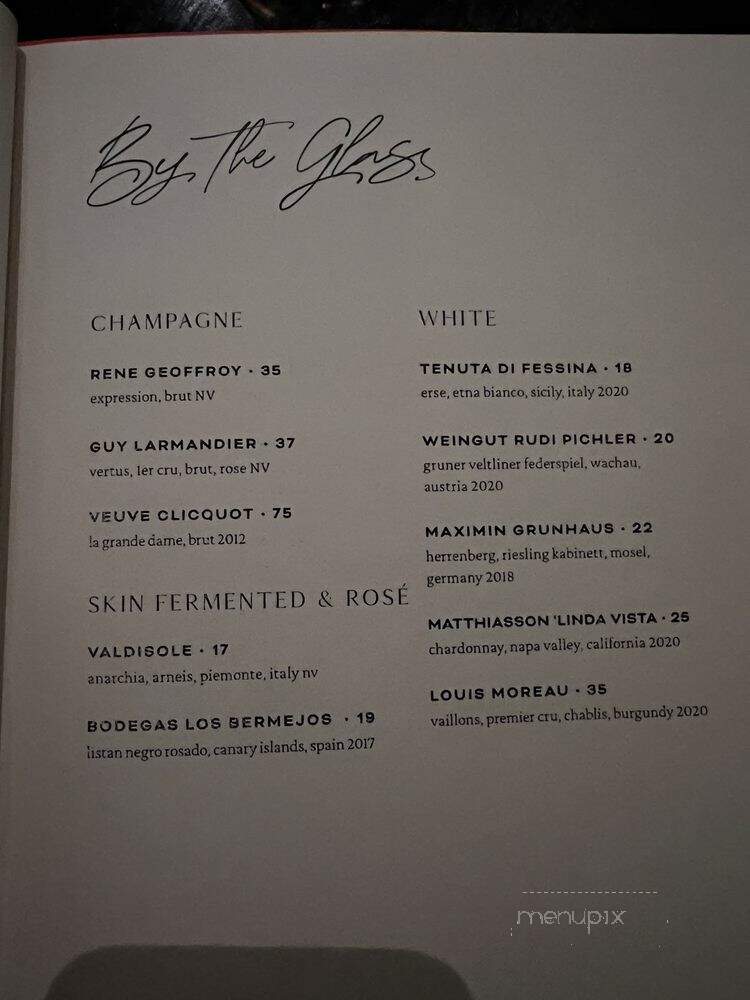 By The Glass
CHAMPAGNE
RENE GEOFFROY · 35
expression, brut NV
GUY LARMANDIER · 37
vertus, 1er cru, brut, rose NV
VEUVE CLICQUOT · 75
la grande dame, brut 2012
SKIN FERMENTED & ROSÉ
VALDISOLE · 17
anarchia, arneis, piemonte, italy nv
BODEGAS LOS BERMEJOS · 19
listan negro rosado, canary islands, spain 2017
WHITE
TENUTA DI FESSINA · 18
erse, etna bianco, sicily, italy 2020
WEINGUT RUDI PICHLER · 20
gruner veltliner federspiel, wachau,
austria 2020
MAXIMIN GRUNHAUS · 22
herrenberg, riesling kabinett, mosel,
germany 2018
MATTHIASSON 'LINDA VISTA · 25
chardonnay, napa valley, california 2020
LOUIS MOREAU · 35
vaillons, premier cru, chablis, burgundy 2020
menupix